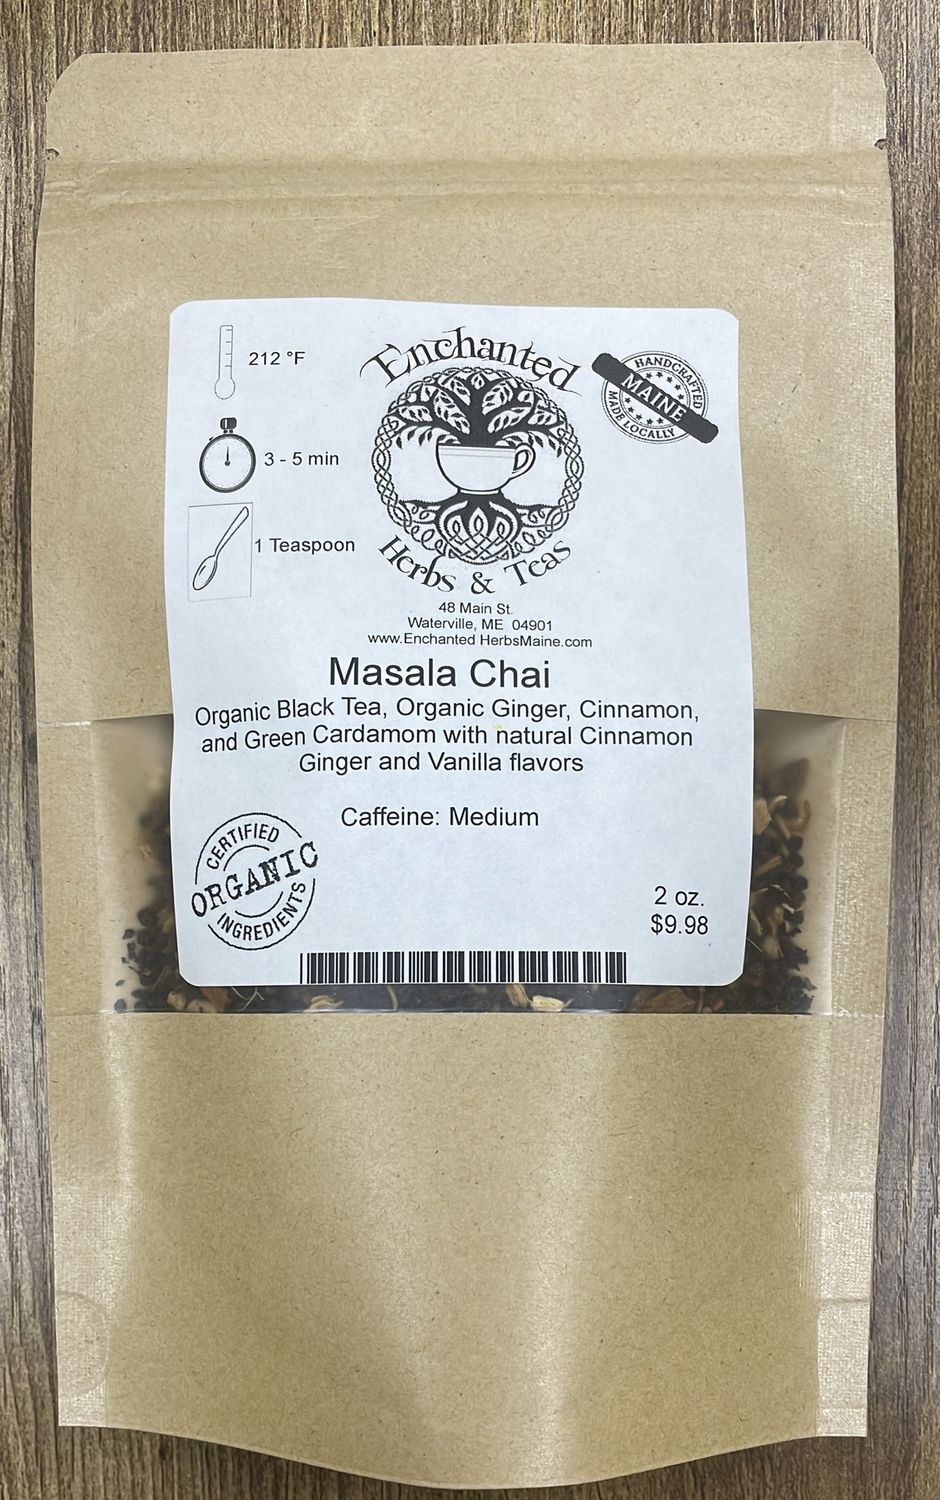 212 °F
3 - 5 min
1 Teaspoon
Enchanted
Herbs & Teas
HANDCRAFTED
MAINE
MADE LOCALLY
48 Main St.
Waterville, ME  04901
www.Enchanted HerbsMaine.com
Masala Chai
Organic Black Tea, Organic Ginger, Cinnamon,
and Green Cardamom with natural Cinnamon
Ginger and Vanilla flavors
Caffeine: Medium
CERTIFIED
ORGANIC
INGREDIENTS
2 oz.
$9.98